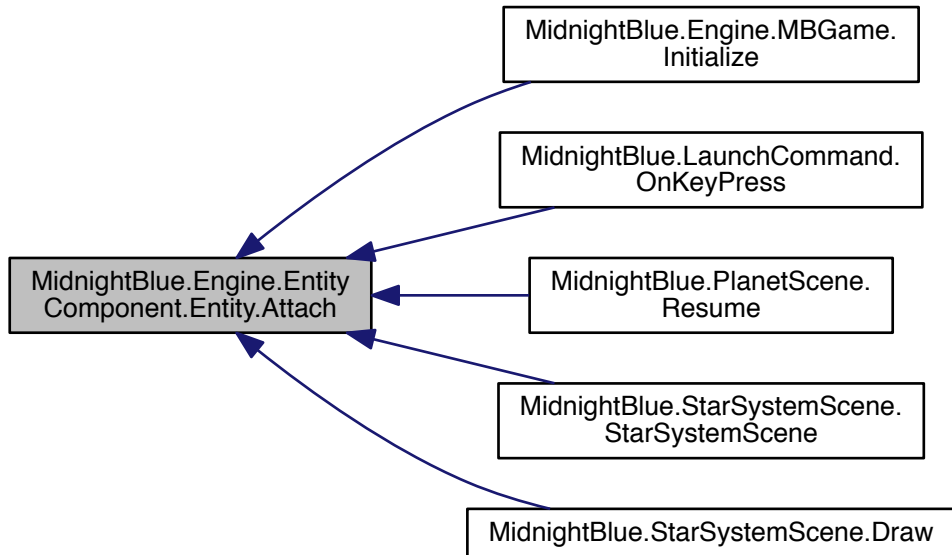 MidnightBlue.Engine.MBGame.
Initialize
MidnightBlue.LaunchCommand.
OnKeyPress
MidnightBlue.Engine.Entity
Component.Entity.Attach
MidnightBlue.PlanetScene.
Resume
MidnightBlue.StarSystemScene.
StarSystemScene
MidnightBlue.StarSystemScene.Draw